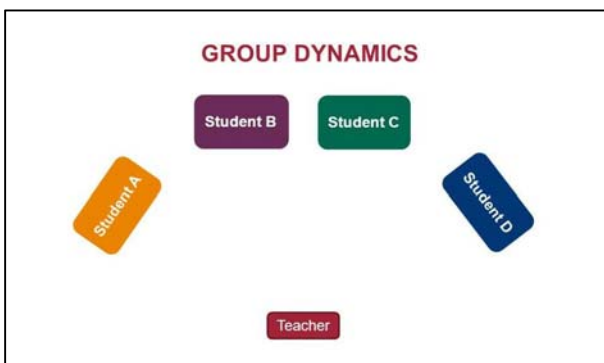 GROUP DYNAMICS
Student B
Student C
Student A
Student D
Teacher